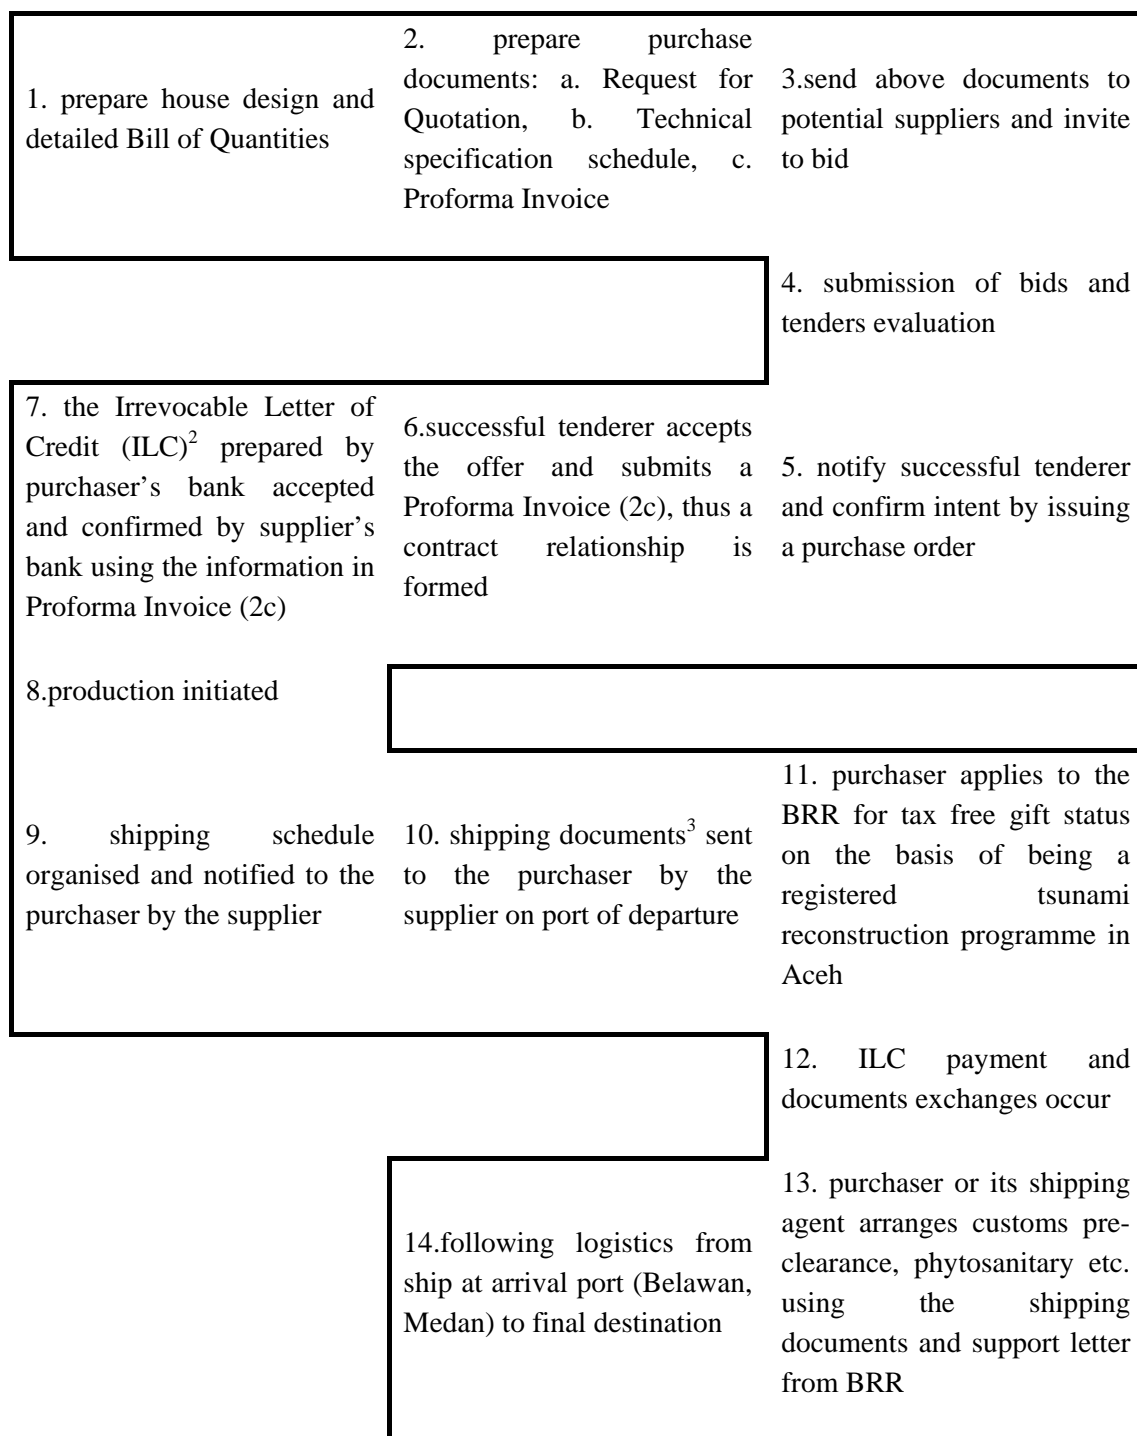 1. prepare house design and
detailed Bill of Quantities
2. prepare purchase
documents: a. Request for
Quotation, b. Technical
specification schedule, c.
Proforma Invoice
3.send above documents to
potential suppliers and invite
to bid
4. submission of bids and
tenders evaluation
7. the Irrevocable Letter of
Credit (ILC)2 prepared by
purchaser’s bank accepted
and confirmed by supplier’s
bank using the information in
Proforma Invoice (2c)
6.successful tenderer accepts
the offer and submits a
Proforma Invoice (2c), thus a
contract relationship is
formed
5. notify successful tenderer
and confirm intent by issuing
a purchase order
8.production initiated
9. shipping schedule
organised and notified to the
purchaser by the supplier
10. shipping documents3 sent
to the purchaser by the
supplier on port of departure
11. purchaser applies to the
BRR for tax free gift status
on the basis of being a
registered tsunami
reconstruction programme in
Aceh
12. ILC payment and
documents exchanges occur
14.following logistics from
ship at arrival port (Belawan,
Medan) to final destination
13. purchaser or its shipping
agent arranges customs pre-
clearance, phytosanitary etc.
using the shipping
documents and support letter
from BRR